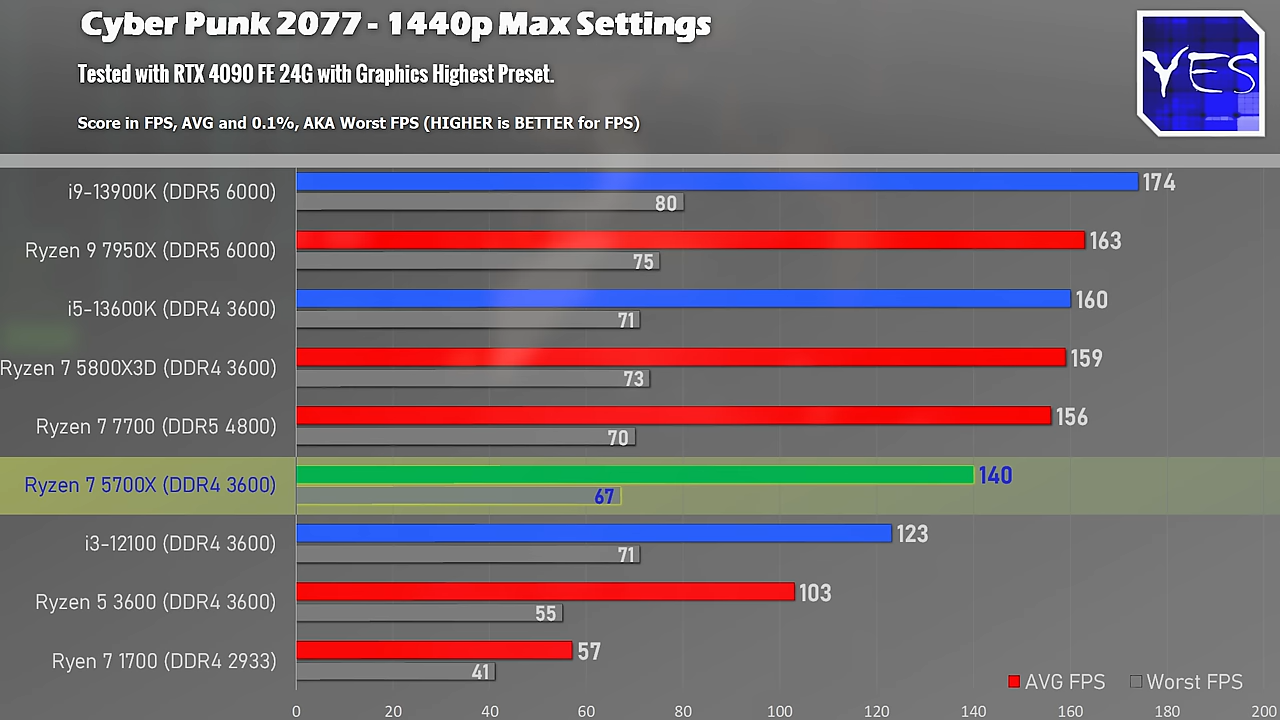 Cyber Punk 2077 - 1440p Max Settings
Tested with RTX 4090 FE 24G with Graphics Highest Preset.
Score in FPS, AVG and 0.1%, AKA Worst FPS (HIGHER is BETTER for FPS)
YES
i9-13900K (DDR5 6000) 174
80
Ryzen 9 7950X (DDR5 6000) 163
75
i5-13600K (DDR4 3600) 160
71
Ryzen 7 5800X3D (DDR4 3600) 159
73
Ryzen 7 7700 (DDR5 4800) 156
70
Ryzen 7 5700X (DDR4 3600) 140
67
i3-12100 (DDR4 3600) 123
71
Ryzen 5 3600 (DDR4 3600) 103
55
Ryen 7 1700 (DDR4 2933) 57
41
AVG FPS Worst FPS
0 20 40 60 80 100 120 140 160 180 200